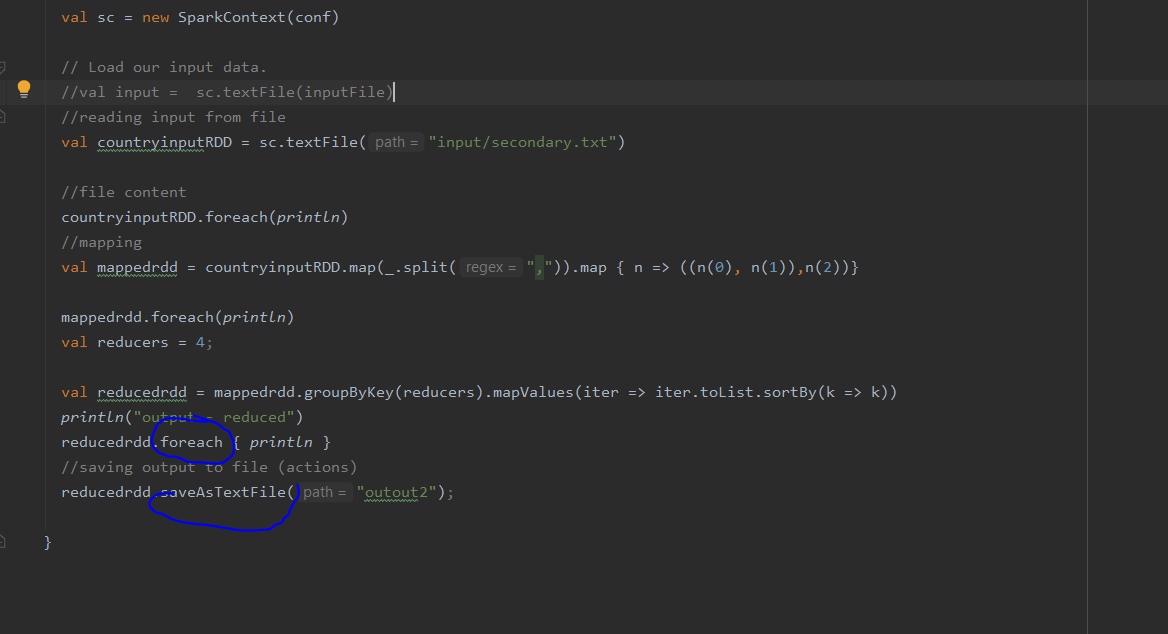 val sc = new SparkContext(conf)
// Load our input data.
//val input =  sc.textFile(inputFile)
//reading input from file
val countryinputRDD = sc.textFile( path = "input/secondary.txt")
//file content
countryinputRDD.foreach(println)
//mapping
val mappedrdd = countryinputRDD.map(_.split( regex = ",")).map { n => ((n(0), n(1)),n(2))}
mappedrdd.foreach(println)
val reducers = 4;
val reducedrdd = mappedrdd.groupByKey(reducers).mapValues(iter => iter.toList.sortBy(k => k))
println("output - reduced")
reducedrdd.foreach { println }
//saving output to file (actions)
reducedrdd.saveAsTextFile( path = "outout2");
}